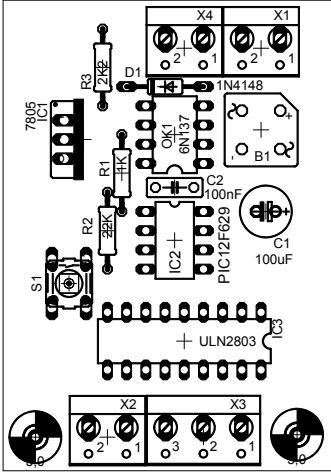 X4
X1
2
1
2
1
D1
1N4148
R3
2K2
7805
IC1
OK1
6N137
+
-
B1
R1
1K
C2
100nF
R2
22K
IC2
PIC12F629
+
C1
100uF
S1
ULN2803
IC3
X2
X3
2
1
3
2
1
3,0
3,0